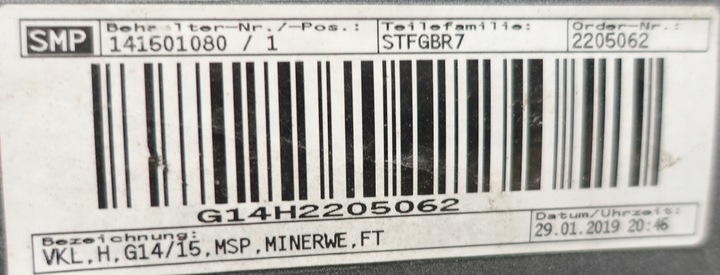 SMP
Behälter-Nr./-Pos.: Teilefamilie: Order-Nr.:
141501080 / 1 STFGBR7 2205062
G14H2205062
Bezeichnung: Datum/Uhrzeit:
VKL,H,G14/15,MSP,MINERWE,FT 29.01.2019 20:46